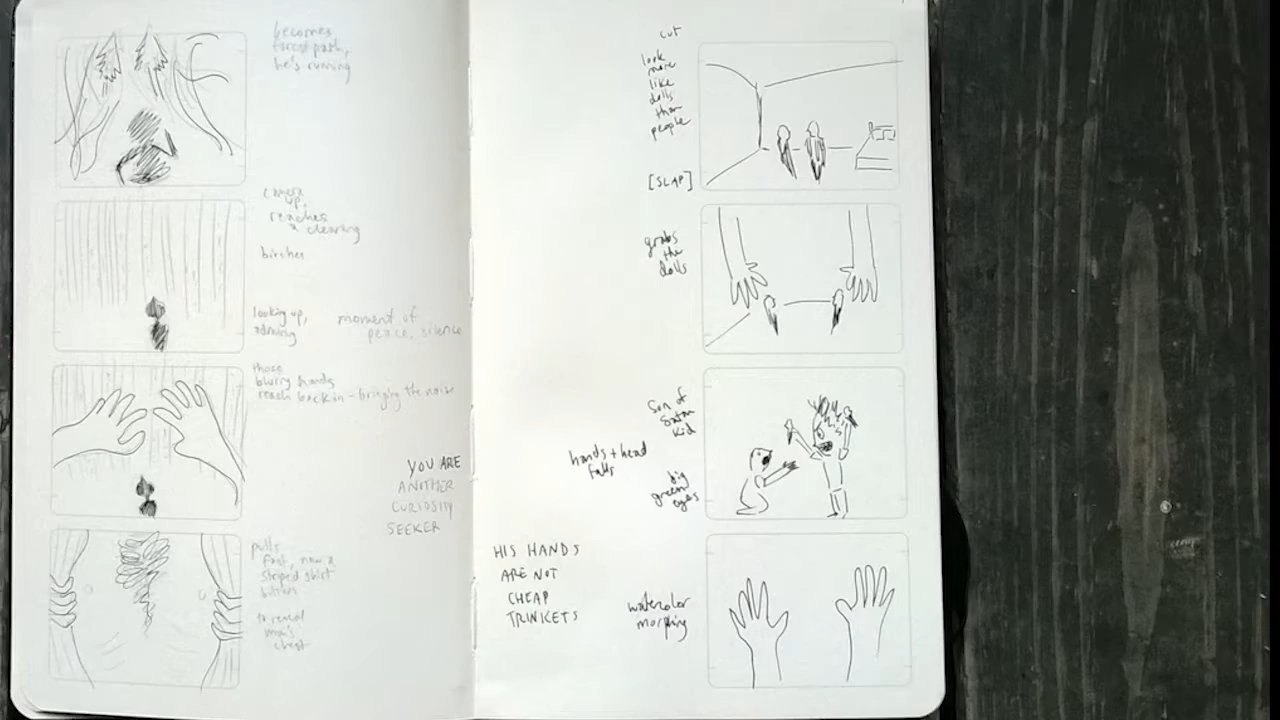 becomes
forest path,
he's running
camera
up,
reaches
a clearing
birches
looking up,
admiring
moment of
peace, silence
those
blurry hands
reach back in - bringing the noise
YOU ARE
ANOTHER
CURIOSITY
SEEKER
pulls
fast, now a
striped shirt
buttons
to reveal
man's
chest
cut
look
more
like
dolls
than
people
[SLAP]
grabs
the
dolls
Son of
Satan
Kid
hands + head
falls
big
green
eyes
HIS HANDS
ARE NOT
CHEAP
TRINKETS
watercolor
morphing